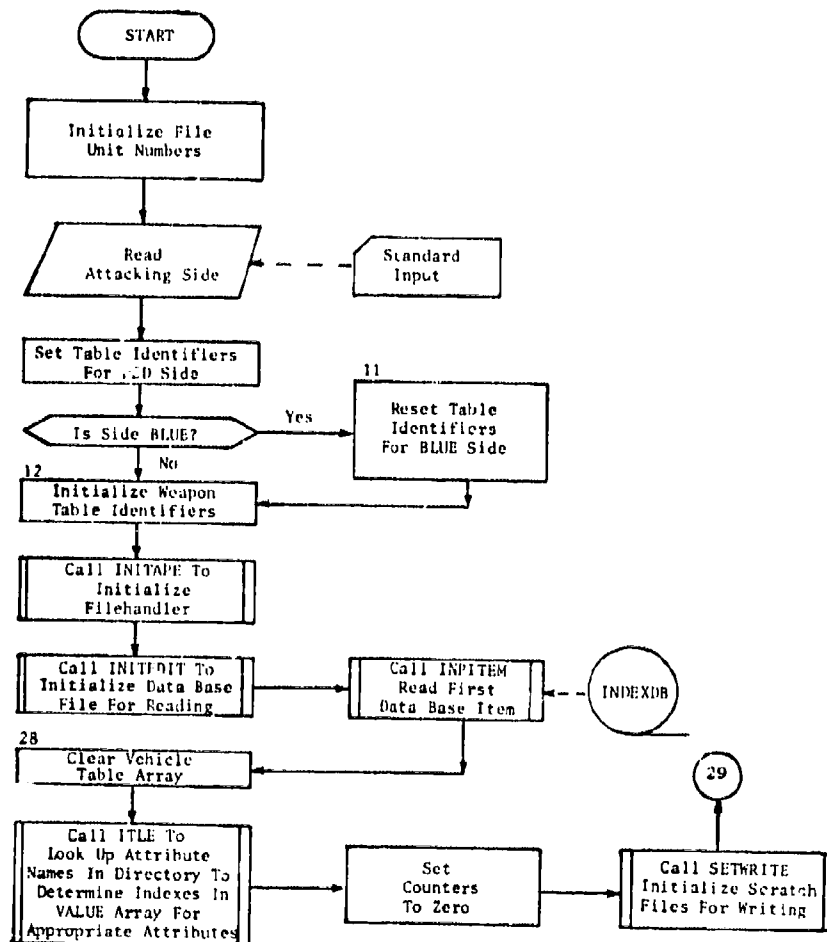 START
Initialize File
Unit Numbers
Read
Attacking Side
Standard
Input
Set Table Identifiers
For RED Side
11
Is Side BLUE?
Yes
Reset Table
Identifiers
For BLUE Side
No
12
Initialize Weapon
Table Identifiers
Call INITAPE To
Initialize
Filehandler
Call INITEDIT To
Initialize Data Base
File For Reading
Call INPITEM
Read First
Data Base Item
INDEXDB
28
Clear Vehicle
Table Array
29
Call ITLE To
Look Up Attribute
Names In Directory To
Determine Indexes In
VALUE Array For
Appropriate Attributes
Set
Counters
To Zero
Call SETWRITE
Initialize Scratch
Files For Writing